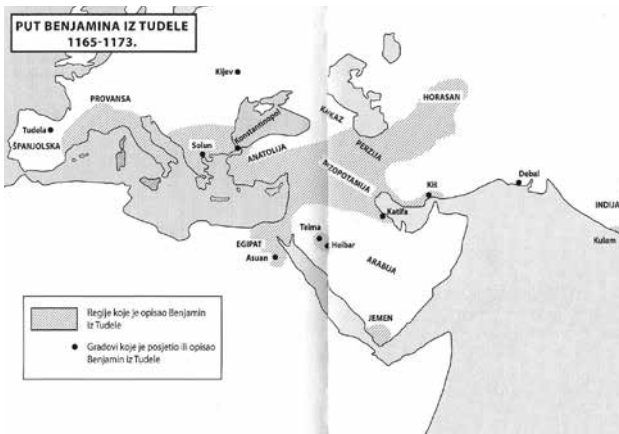 PUT BENJAMINA IZ TUDELE
1165-1173.
Kijev
HORASAN
PROVANSA
KAVKAZ
Tudela
Konstantinopol
ŠPANJOLSKA
Solun
ANATOLIJA
PERZIJA
MEZOPOTAMIJA
KiŠ
Debal
Katifa
INDIJA
Teima
Kulam
EGIPAT
Heibar
Asuan
ARABIJA
JEMEN
Regije koje je opisao Benjamin
iz Tudele
Gradovi koje je posjetio ili opisao
Benjamin iz Tudele